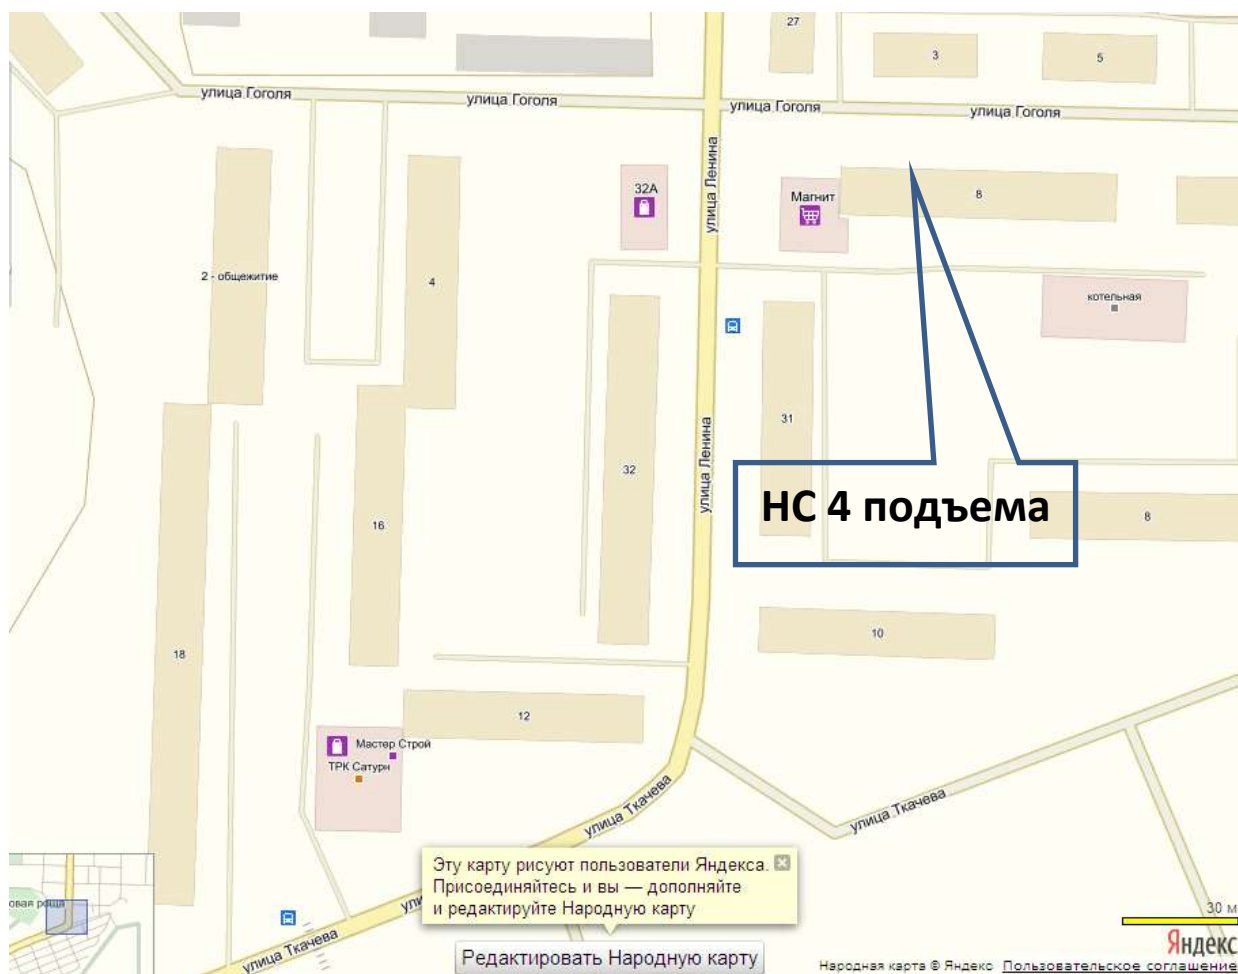 27
3
5
улица Гоголя
улица Гоголя
улица Гоголя
улица Гоголя
улица Ленина
32А
Магнит
8
2 - общежитие
4
котельная
31
улица Ленина
32
НС 4 подъема
16
8
10
18
12
Мастер Строй
ТРК Сатурн
улица Ткачева
улица Ткачева
Эту карту рисуют пользователи Яндекса.
Присоединяйтесь и вы — дополняйте
и редактируйте Народную карту
овая роща
ули
30 м
Яндекс
улица Ткачева
Редактировать Народную карту
Народная карта © Яндекс Пользовательское соглашение